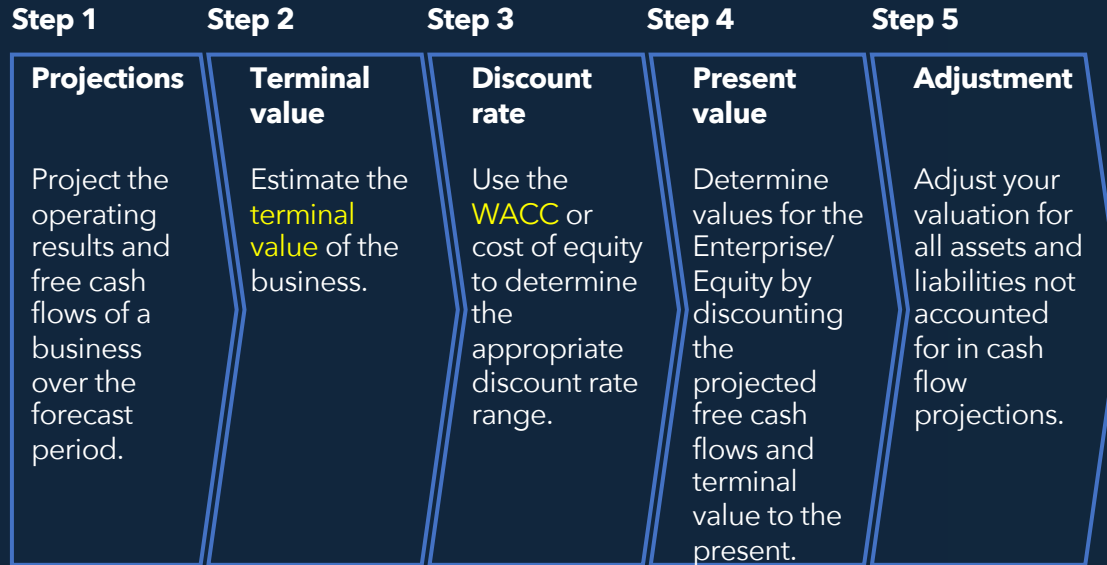 Step 1
Projections
Project the
operating
results and
free cash
flows of a
business
over the
forecast
period.
Step 2
Terminal
value
Estimate the
terminal
value of the
business.
Step 3
Discount
rate
Use the
WACC or
cost of equity
to determine
the
appropriate
discount rate
range.
Step 4
Present
value
Determine
values for the
Enterprise/
Equity by
discounting
the
projected
free cash
flows and
terminal
value to the
present.
Step 5
Adjustment
Adjust your
valuation for
all assets and
liabilities not
accounted
for in cash
flow
projections.